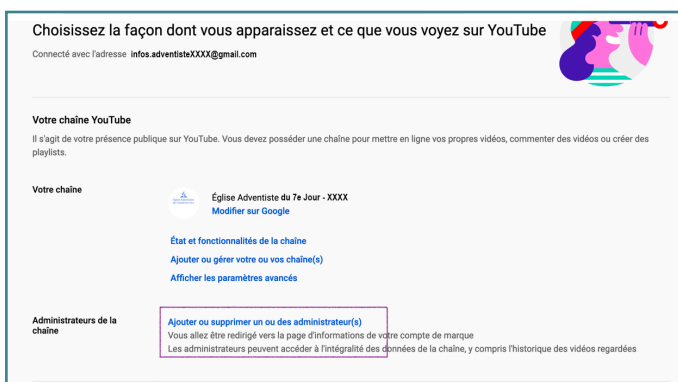 Choisissez la façon dont vous apparaissez et ce que vous voyez sur YouTube
Connecté avec l'adresse infos.adventisteXXXX@gmail.com
Votre chaîne YouTube
Il s'agit de votre présence publique sur YouTube. Vous devez posséder une chaîne pour mettre en ligne vos propres vidéos, commenter des vidéos ou créer des
playlists.
Votre chaîne
Église Adventiste du 7e Jour - XXXX
Modifier sur Google
État et fonctionnalités de la chaîne
Ajouter ou gérer votre ou vos chaîne(s)
Afficher les paramètres avancés
Administrateurs de la
chaîne
Ajouter ou supprimer un ou des administrateur(s)
Vous allez être redirigé vers la page d'informations de votre compte de marque
Les administrateurs peuvent accéder à l'intégralité des données de la chaîne, y compris l'historique des vidéos regardées